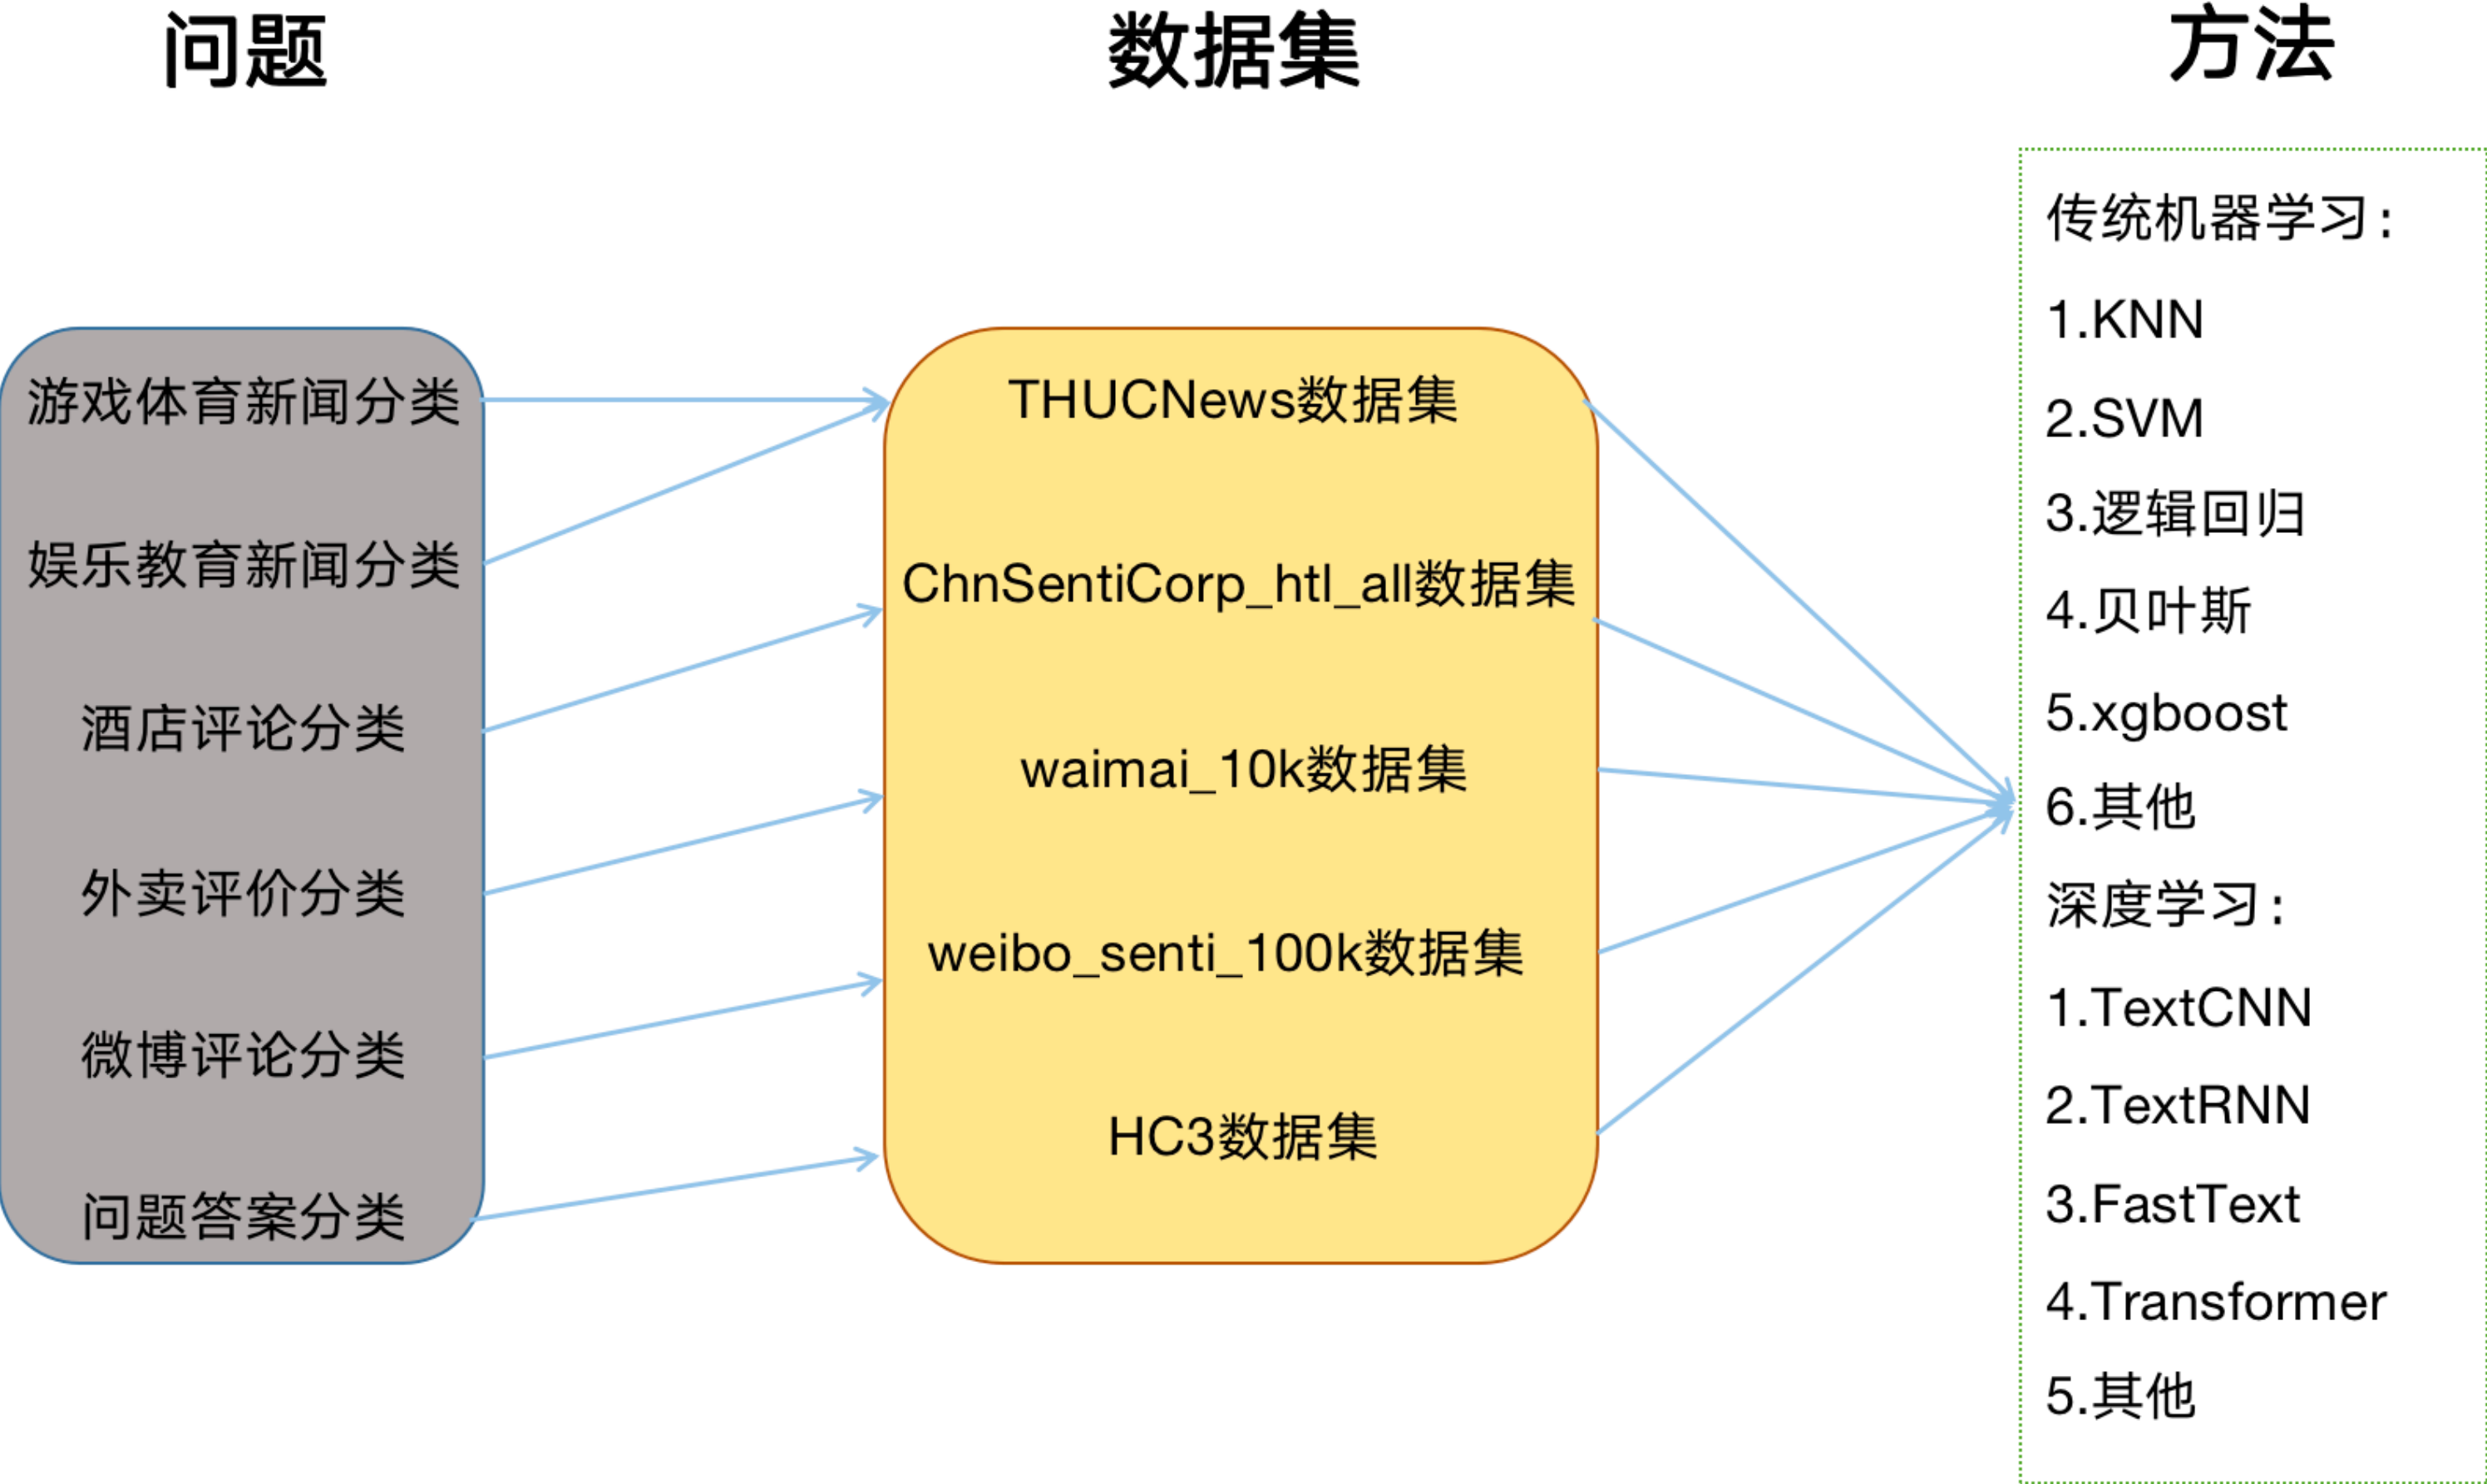 问题
数据集
方法
游戏体育新闻分类
娱乐教育新闻分类
酒店评论分类
外卖评价分类
微博评论分类
问题答案分类
THUCNews数据集
ChnSentiCorp_htl_all数据集
waimai_10k数据集
weibo_senti_100k数据集
HC3数据集
传统机器学习：
1.KNN
2.SVM
3.逻辑回归
4.贝叶斯
5.xgboost
6.其他
深度学习：
1.TextCNN
2.TextRNN
3.FastText
4.Transformer
5.其他